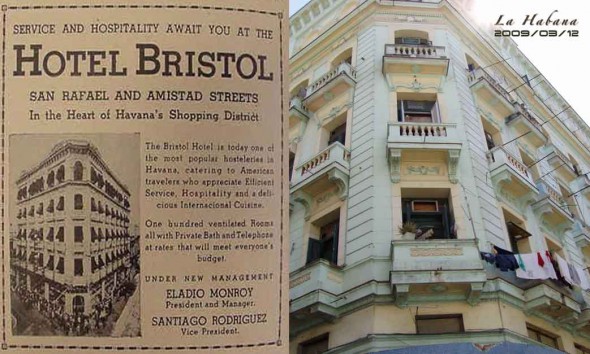 SERVICE AND HOSPITALITY AWAIT YOU AT THE
HOTEL BRISTOL
SAN RAFAEL AND AMISTAD STREETS
In the Heart of Havana's Shopping District
The Bristol Hotel is today one of
the most popular hosteleries in
Havana, catering to American
travelers who appreciate Efficient
Service, Hospitality and a deli-
cious Internacional Cuisine.
One hundred ventilated Rooms
all with Private Bath and Telephone
at rates that will meet everyone's
budget.
UNDER NEW MANAGEMENT
ELADIO MONROY
President and Manager.
SANTIAGO RODRIGUEZ
Vice President.
La Habana
2009/03/12